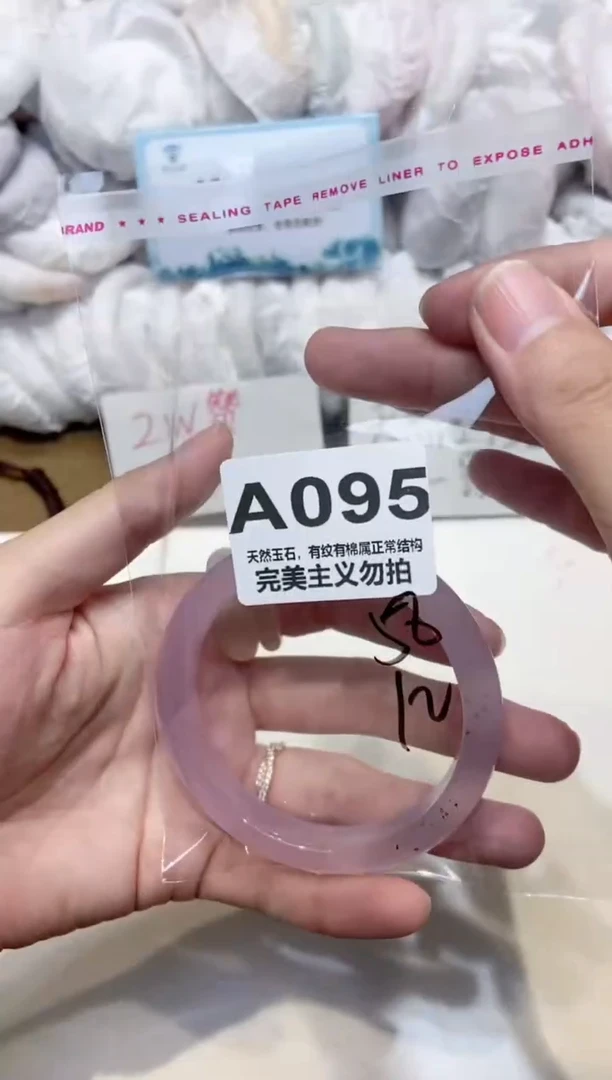 BRAND * * * SEALING TAPE REMOVE LINER TO EXPOSE ADH
2W
A095
天然玉石，有纹有棉属正常结构
完美主义勿拍
58
12